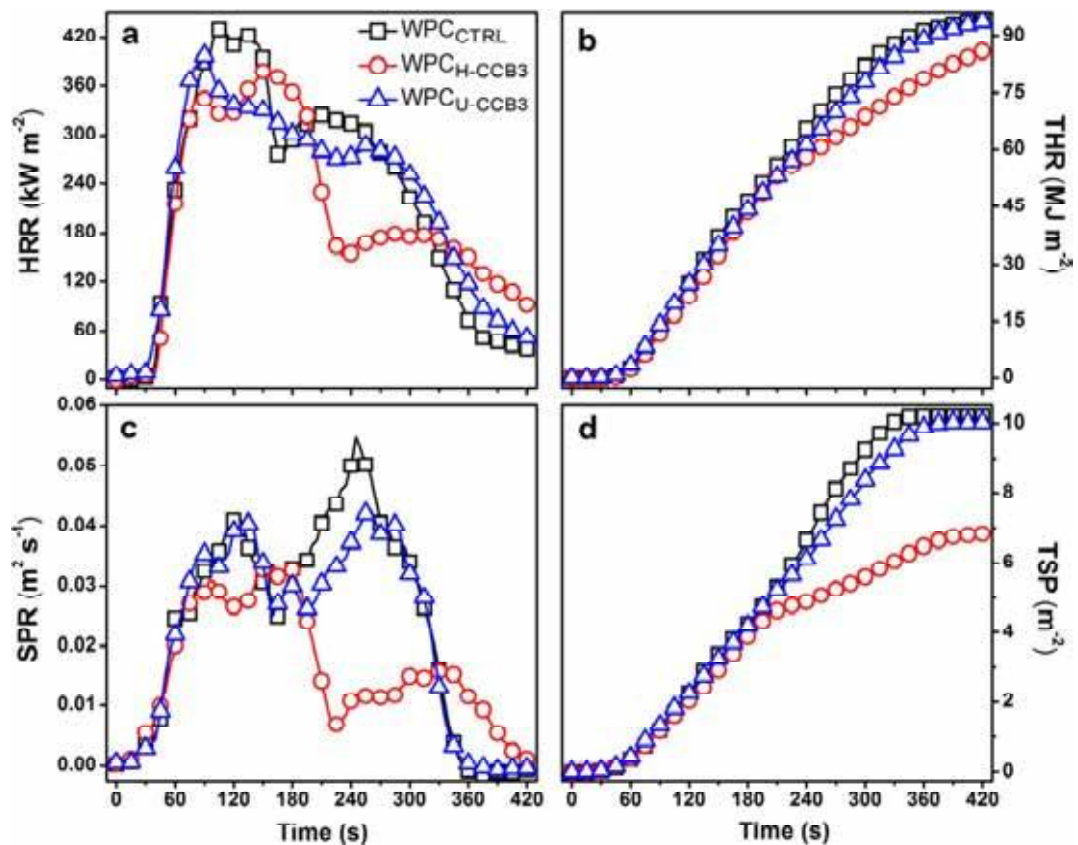 a
WPC_CTRL
WPC_H-CCB3
WPC_U-CCB3
HRR (kW m⁻²)
420
360
300
240
180
120
60
0
b
THR (MJ m⁻²)
90
75
60
45
30
15
0
c
SPR (m² s⁻¹)
0.06
0.05
0.04
0.03
0.02
0.01
0.00
0 60 120 180 240 300 360 420
Time (s)
d
TSP (m⁻²)
10
8
6
4
2
0
0 60 120 180 240 300 360 420
Time (s)